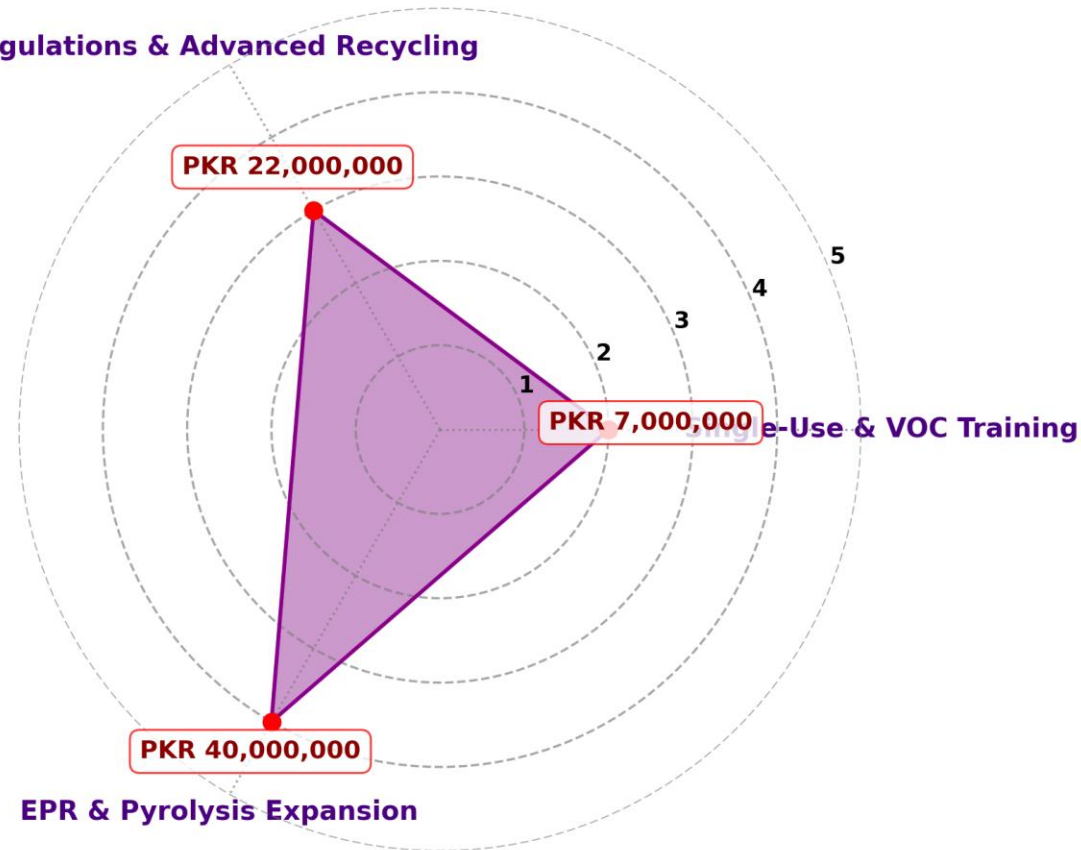 gulations & Advanced Recycling
PKR 22,000,000
5
4
3
2
1
PKR 7,000,000
Single-Use & VOC Training
PKR 40,000,000
EPR & Pyrolysis Expansion